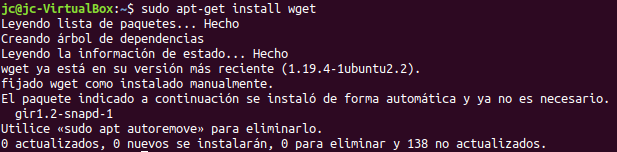 jc@jc-VirtualBox:~$ sudo apt-get install wget
Leyendo lista de paquetes... Hecho
Creando árbol de dependencias
Leyendo la información de estado... Hecho
wget ya está en su versión más reciente (1.19.4-1ubuntu2.2).
fijado wget como instalado manualmente.
El paquete indicado a continuación se instaló de forma automática y ya no es necesario.
  gir1.2-snapd-1
Utilice «sudo apt autoremove» para eliminarlo.
0 actualizados, 0 nuevos se instalarán, 0 para eliminar y 138 no actualizados.